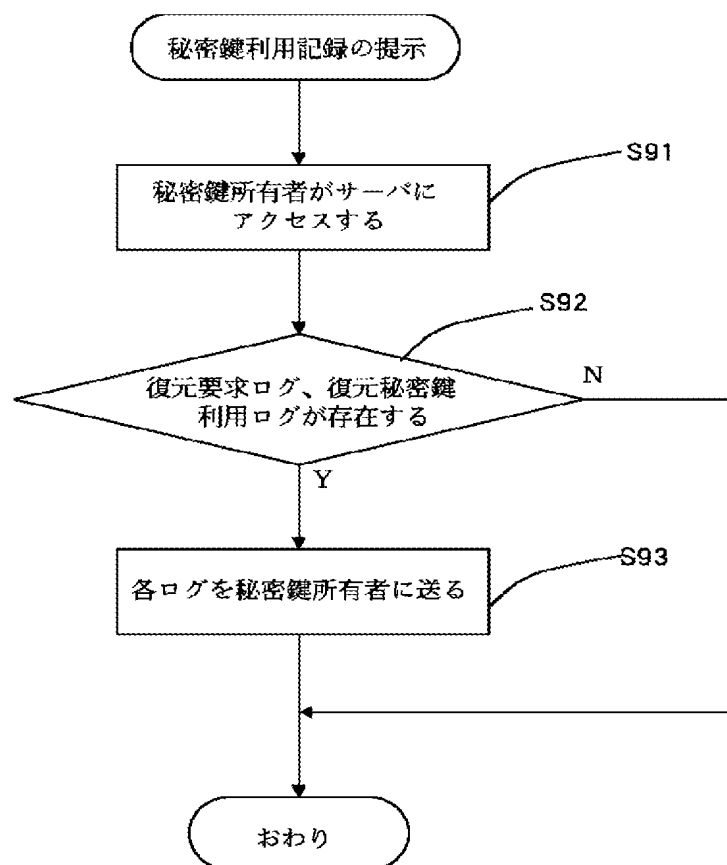 秘密鍵利用記録の提示
S91
秘密鍵所有者がサーバに
アクセスする
S92
復元要求ログ、復元秘密鍵
利用ログが存在する
N
Y
S93
各ログを秘密鍵所有者に送る
おわり